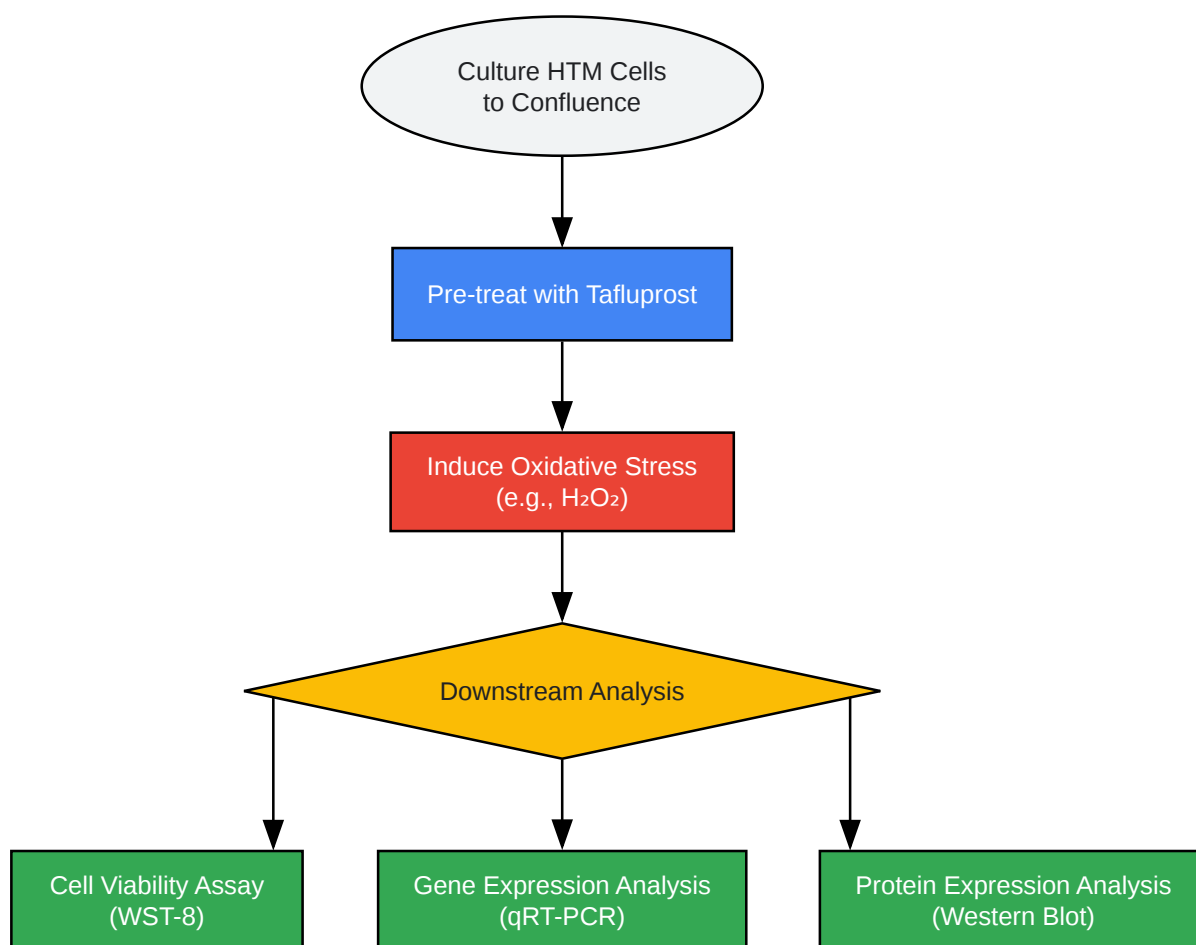 Culture HTM Cells
to Confluence
Pre-treat with Tafluprost
Induce Oxidative Stress
(e.g., H₂O₂)
Downstream Analysis
Cell Viability Assay
(WST-8)
Gene Expression Analysis
(qRT-PCR)
Protein Expression Analysis
(Western Blot)